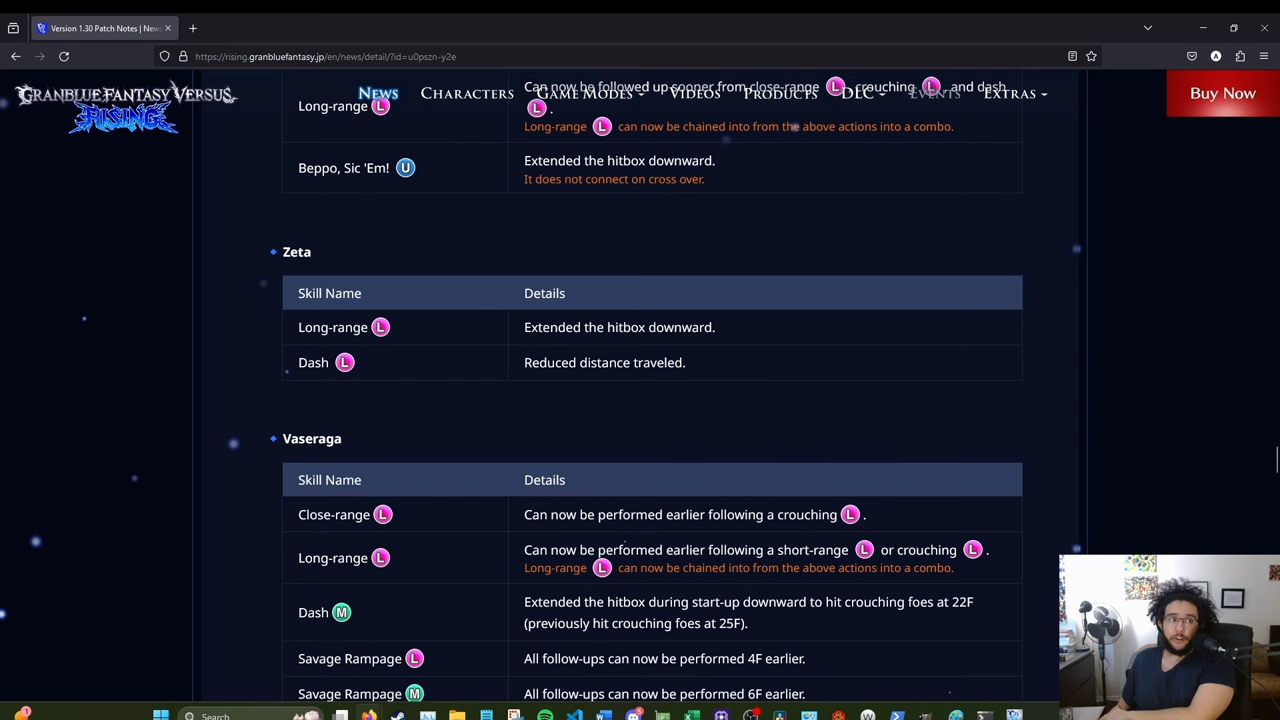 Version 1.30 Patch Notes | New
https://rising.granbluefantasy.jp/en/news/detail/?id=u0pszn-y2e
GRANBLUE FANTASY VERSUS
RISING
NEWS
CHARACTERS
GAME MODES
VIDEOS
PRODUCTS
DLC
EVENTS
EXTRAS
Buy Now
Can now be followed up sooner from close-range L, crouching L and dash
Long-range L
L.
Long-range L can now be chained into from the above actions into a combo.
Beppo, Sic 'Em! U
Extended the hitbox downward.
It does not connect on cross over.
Zeta
Skill Name
Details
Long-range L
Extended the hitbox downward.
Dash L
Reduced distance traveled.
Vaseraga
Skill Name
Details
Close-range L
Can now be performed earlier following a crouching L.
Long-range L
Can now be performed earlier following a short-range L or crouching L.
Long-range L can now be chained into from the above actions into a combo.
Dash M
Extended the hitbox during start-up downward to hit crouching foes at 22F
(previously hit crouching foes at 25F).
Savage Rampage L
All follow-ups can now be performed 4F earlier.
Savage Rampage M
All follow-ups can now be performed 6F earlier.
Search